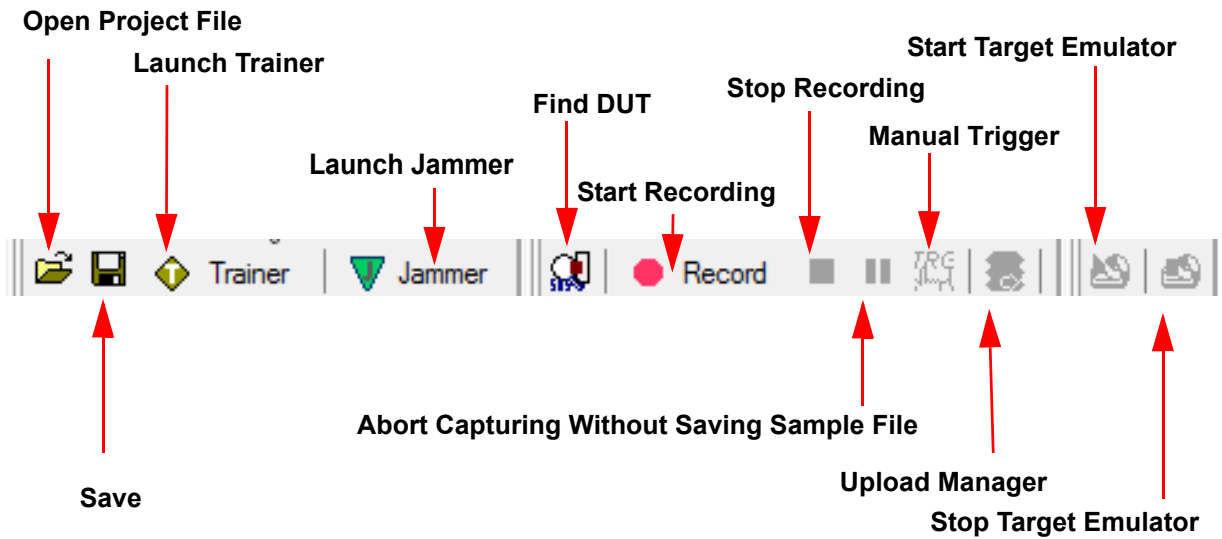 Open Project File
Launch Trainer
Start Target Emulator
Find DUT
Stop Recording
Manual Trigger
Launch Jammer
Start Recording
T Trainer J Jammer Record TRG
Abort Capturing Without Saving Sample File
Upload Manager
Save
Stop Target Emulator